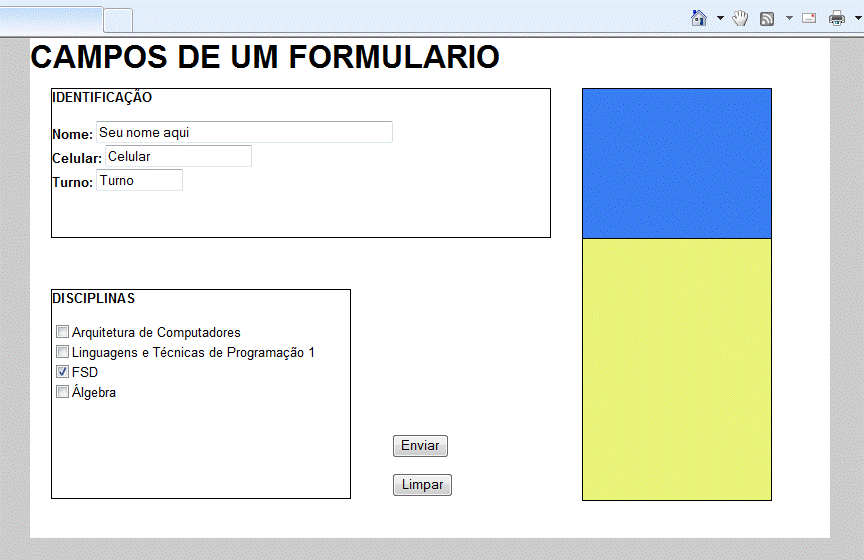 CAMPOS DE UM FORMULARIO
IDENTIFICAÇÃO
Nome: Seu nome aqui
Celular: Celular
Turno: Turno
DISCIPLINAS
Arquitetura de Computadores
Linguagens e Técnicas de Programação 1
FSD
Álgebra
Enviar
Limpar